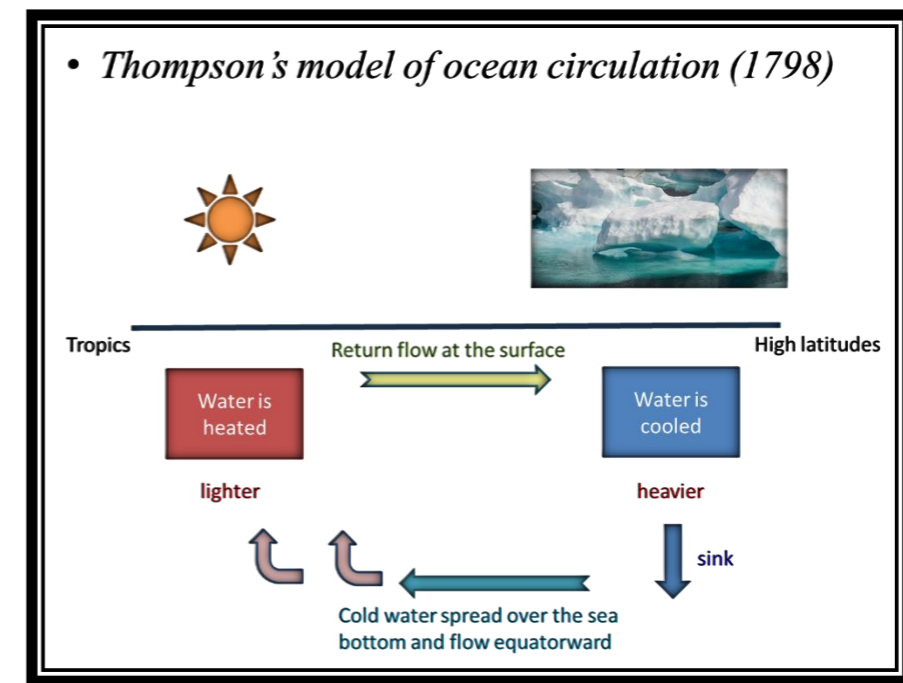 • Thompson's model of ocean circulation (1798)
Tropics
High latitudes
Return flow at the surface
Water is
heated
Water is
cooled
lighter
heavier
sink
Cold water spread over the sea
bottom and flow equatorward